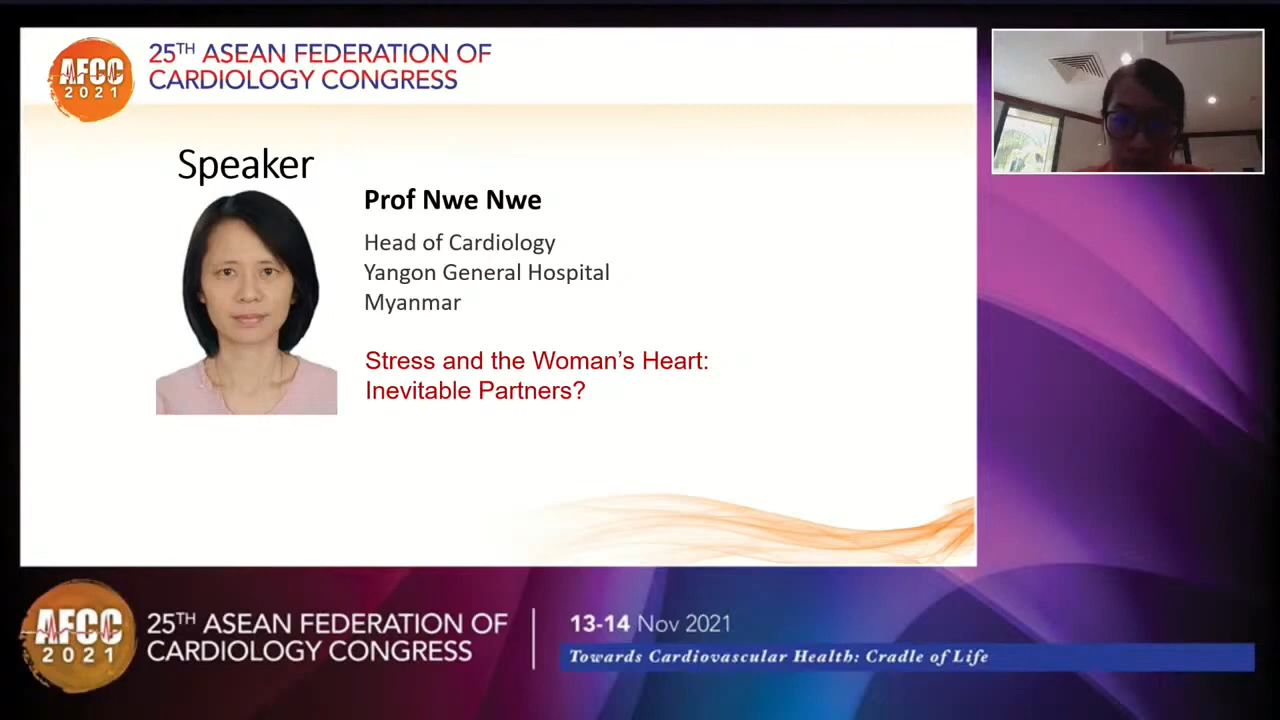 AFCC
2021
25TH ASEAN FEDERATION OF
CARDIOLOGY CONGRESS
Speaker
Prof Nwe Nwe
Head of Cardiology
Yangon General Hospital
Myanmar
Stress and the Woman’s Heart:
Inevitable Partners?
AFCC
2021
25TH ASEAN FEDERATION OF
CARDIOLOGY CONGRESS
13-14 Nov 2021
Towards Cardiovascular Health: Cradle of Life